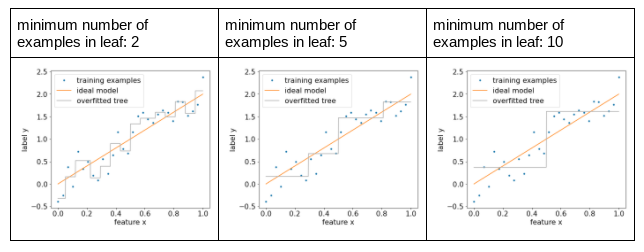 minimum number of
examples in leaf: 2
minimum number of
examples in leaf: 5
minimum number of
examples in leaf: 10
2.5
2.0
1.5
1.0
0.5
0.0
−0.5
label y
training examples
ideal model
overfitted tree
0.0 0.2 0.4 0.6 0.8 1.0
feature x
2.5
2.0
1.5
1.0
0.5
0.0
−0.5
label y
training examples
ideal model
overfitted tree
0.0 0.2 0.4 0.6 0.8 1.0
feature x
2.5
2.0
1.5
1.0
0.5
0.0
−0.5
label y
training examples
ideal model
overfitted tree
0.0 0.2 0.4 0.6 0.8 1.0
feature x